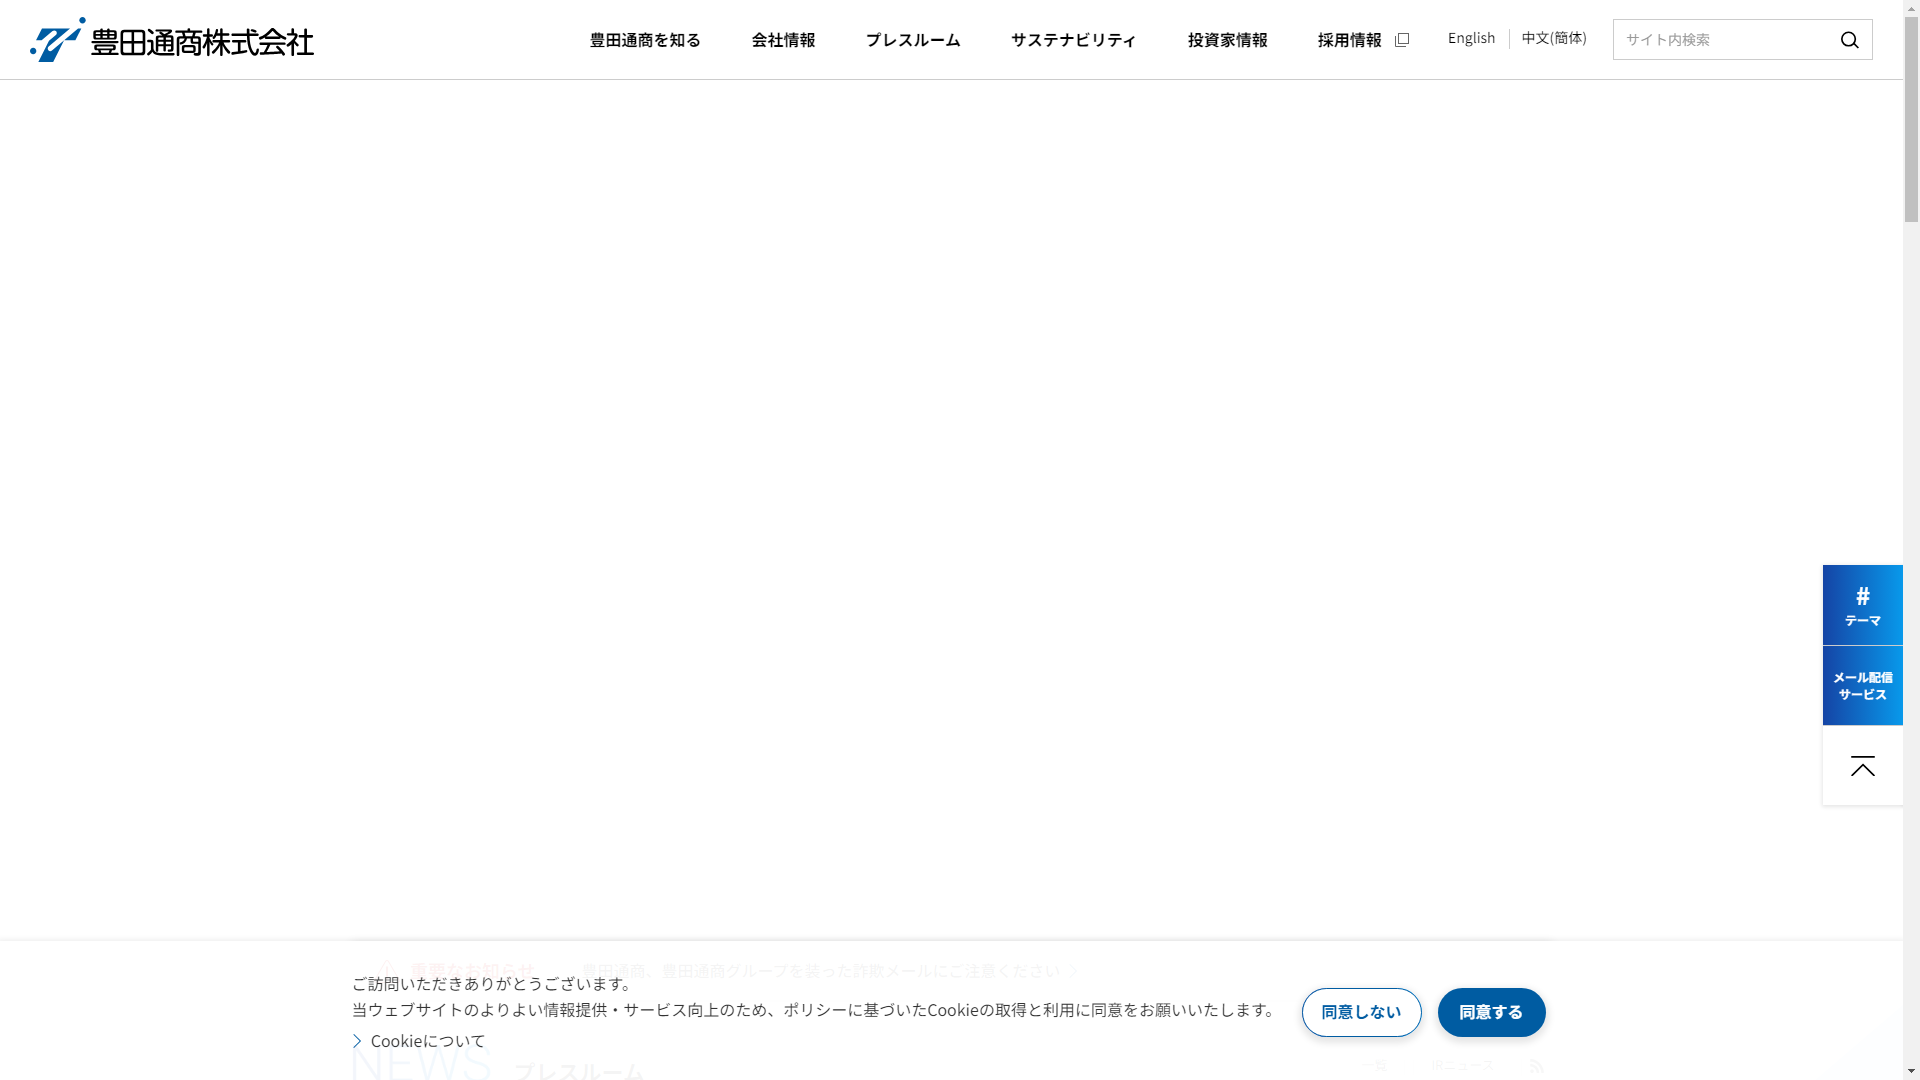 豊田通商株式会社
豊田通商を知る
会社情報
プレスルーム
サステナビリティ
投資家情報
採用情報
English
中文(簡体)
サイト内検索
#
テーマ
メール配信
サービス
重要なお知らせ
豊田通商、豊田通商グループを装った詐欺メールにご注意ください
ご訪問いただきありがとうございます。
当ウェブサイトのよりよい情報提供・サービス向上のため、ポリシーに基づいたCookieの取得と利用に同意をお願いいたします。
同意しない
同意する
Cookieについて
NEWS
プレスルーム
一覧
IRニュース